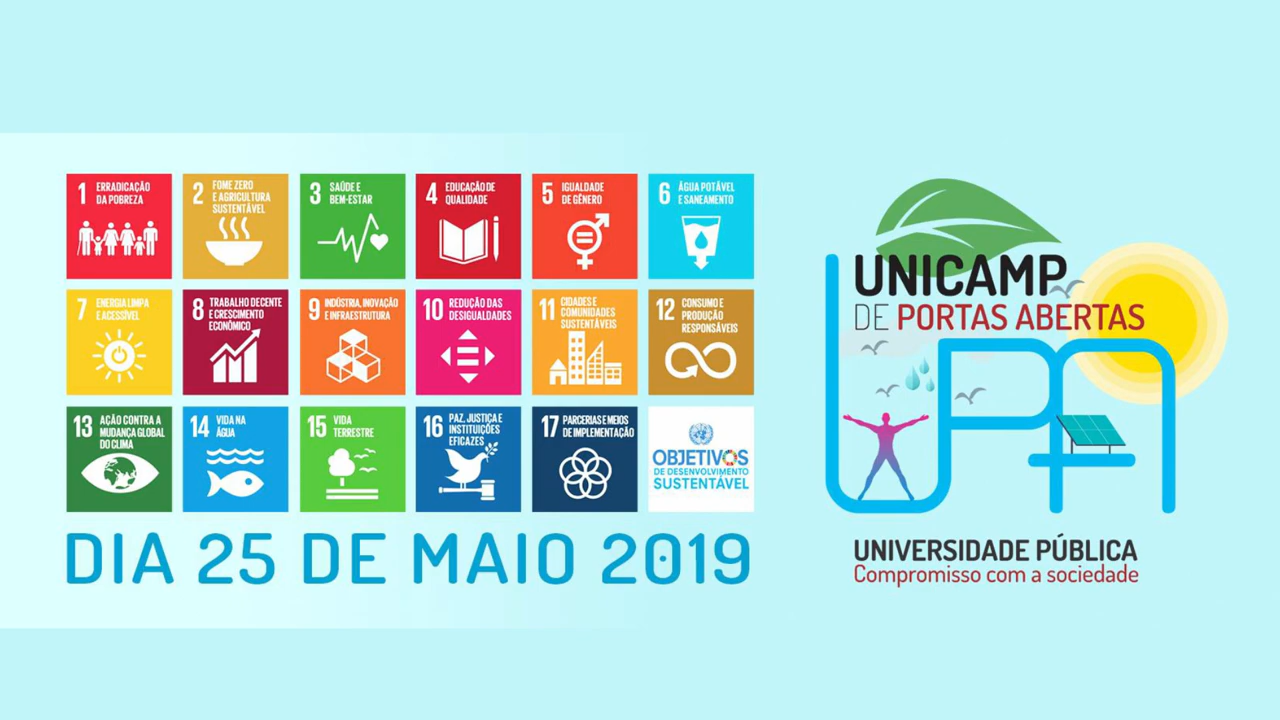 1 ERRADICAÇÃO
DA POBREZA
2 FOME ZERO
E AGRICULTURA
SUSTENTÁVEL
3 SAÚDE E
BEM-ESTAR
4 EDUCAÇÃO DE
QUALIDADE
5 IGUALDADE
DE GÊNERO
6 ÁGUA POTÁVEL
E SANEAMENTO
7 ENERGIA LIMPA
E ACESSÍVEL
8 TRABALHO DECENTE
E CRESCIMENTO
ECONÔMICO
9 INDÚSTRIA, INOVAÇÃO
E INFRAESTRUTURA
10 REDUÇÃO DAS
DESIGUALDADES
11 CIDADES E
COMUNIDADES
SUSTENTÁVEIS
12 CONSUMO E
PRODUÇÃO
RESPONSÁVEIS
13 AÇÃO CONTRA A
MUDANÇA GLOBAL
DO CLIMA
14 VIDA NA
ÁGUA
15 VIDA
TERRESTRE
16 PAZ, JUSTIÇA E
INSTITUIÇÕES
EFICAZES
17 PARCERIAS E MEIOS
DE IMPLEMENTAÇÃO
OBJETIVOS
DE DESENVOLVIMENTO
SUSTENTÁVEL
DIA 25 DE MAIO 2019
UNICAMP
DE PORTAS ABERTAS
UPA
UNIVERSIDADE PÚBLICA
Compromisso com a sociedade